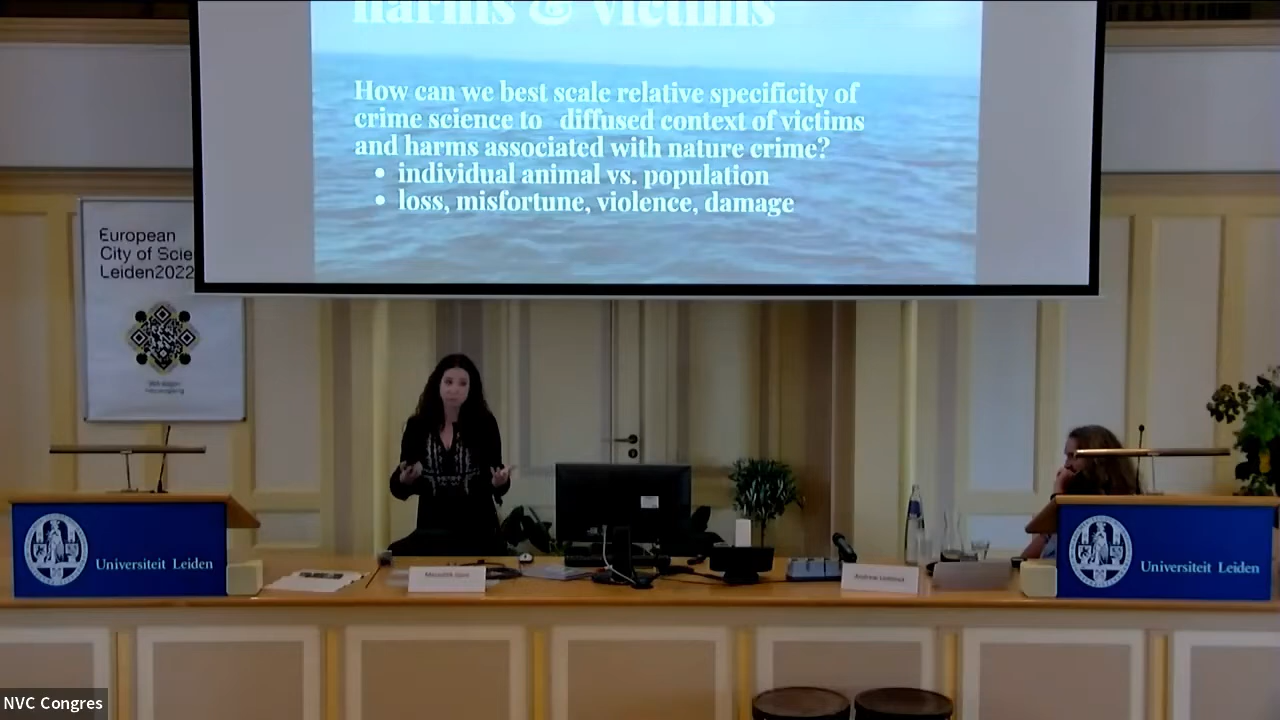 harms & victims
How can we best scale relative specificity of
crime science to diffused context of victims
and harms associated with nature crime?
• individual animal vs. population
• loss, misfortune, violence, damage
European
City of Scie
Leiden2022
Universiteit Leiden
Universiteit Leiden
NVC Congres